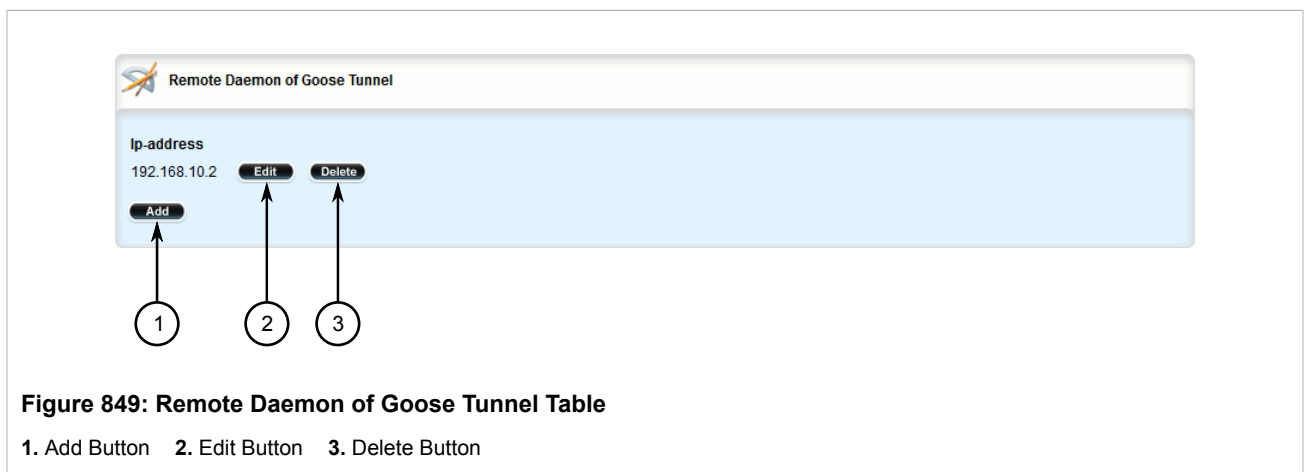 Remote Daemon of Goose Tunnel
Ip-address
192.168.10.2 Edit Delete
Add
1 2 3
Figure 849: Remote Daemon of Goose Tunnel Table
1. Add Button 2. Edit Button 3. Delete Button